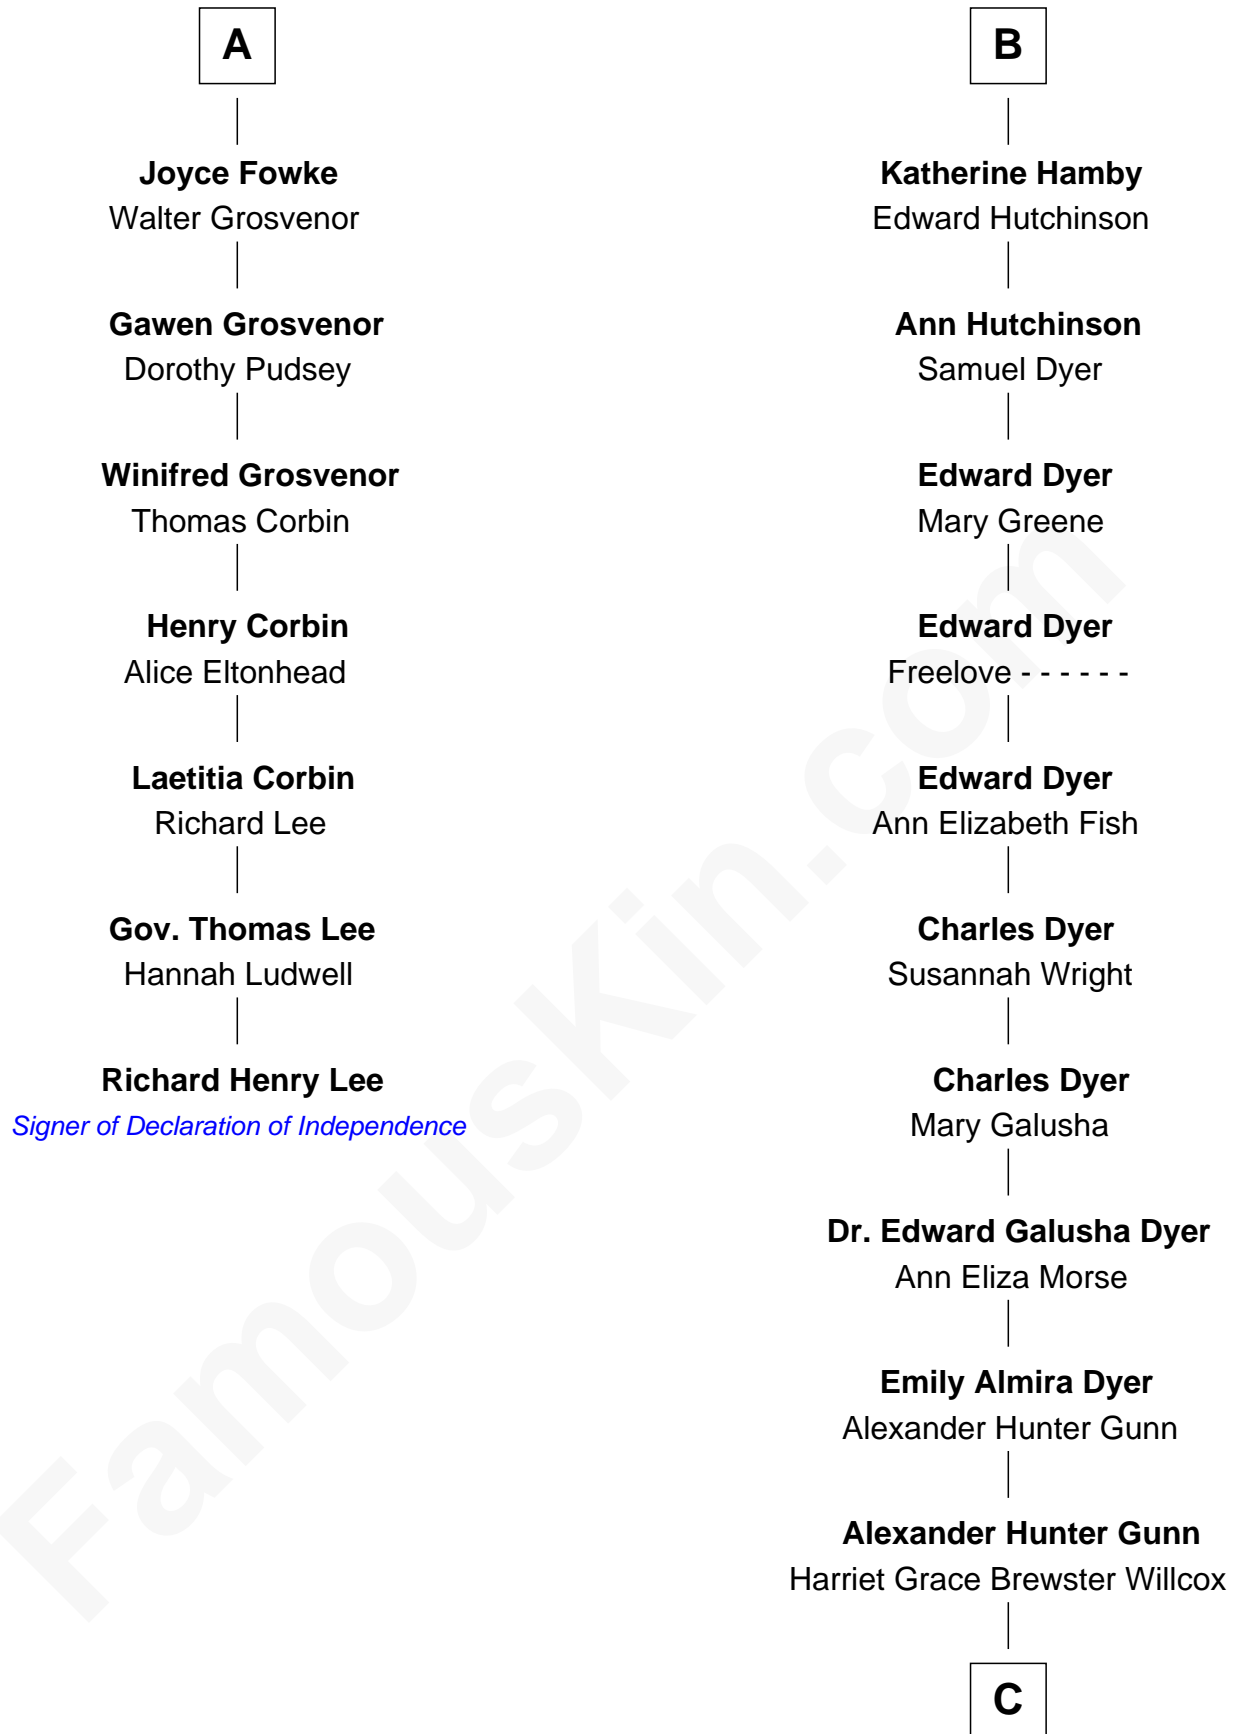 A
Joyce Fowke
Walter Grosvenor
Gawen Grosvenor
Dorothy Pudsey
Winifred Grosvenor
Thomas Corbin
Henry Corbin
Alice Eltonhead
Laetitia Corbin
Richard Lee
Gov. Thomas Lee
Hannah Ludwell
Richard Henry Lee
Signer of Declaration of Independence
B
Katherine Hamby
Edward Hutchinson
Ann Hutchinson
Samuel Dyer
Edward Dyer
Mary Greene
Edward Dyer
Freelove - - - - - -
Edward Dyer
Ann Elizabeth Fish
Charles Dyer
Susannah Wright
Charles Dyer
Mary Galusha
Dr. Edward Galusha Dyer
Ann Eliza Morse
Emily Almira Dyer
Alexander Hunter Gunn
Alexander Hunter Gunn
Harriet Grace Brewster Willcox
C
FamousKin.com